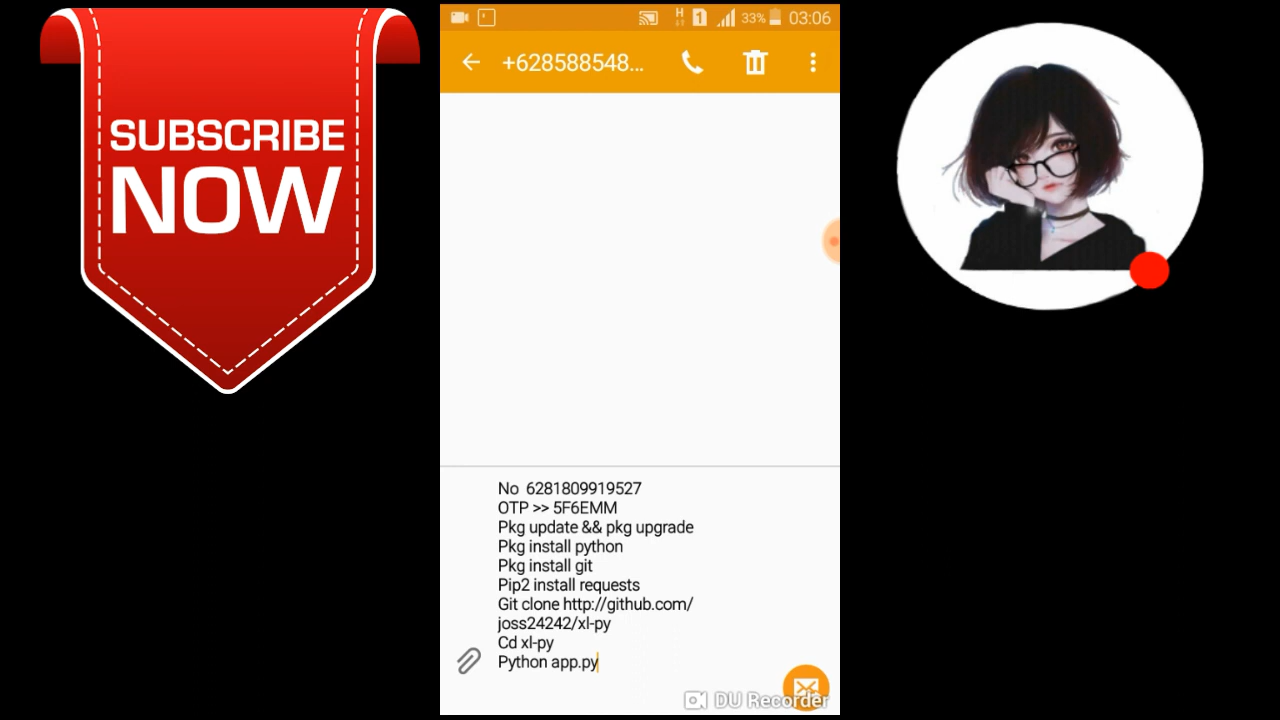 SUBSCRIBE
NOW
H 1 33% 03:06
+628588548...
No 6281809919527
OTP >> 5F6EMM
Pkg update && pkg upgrade
Pkg install python
Pkg install git
Pip2 install requests
Git clone http://github.com/
joss24242/xl-py
Cd xl-py
Python app.py
DU Recorder